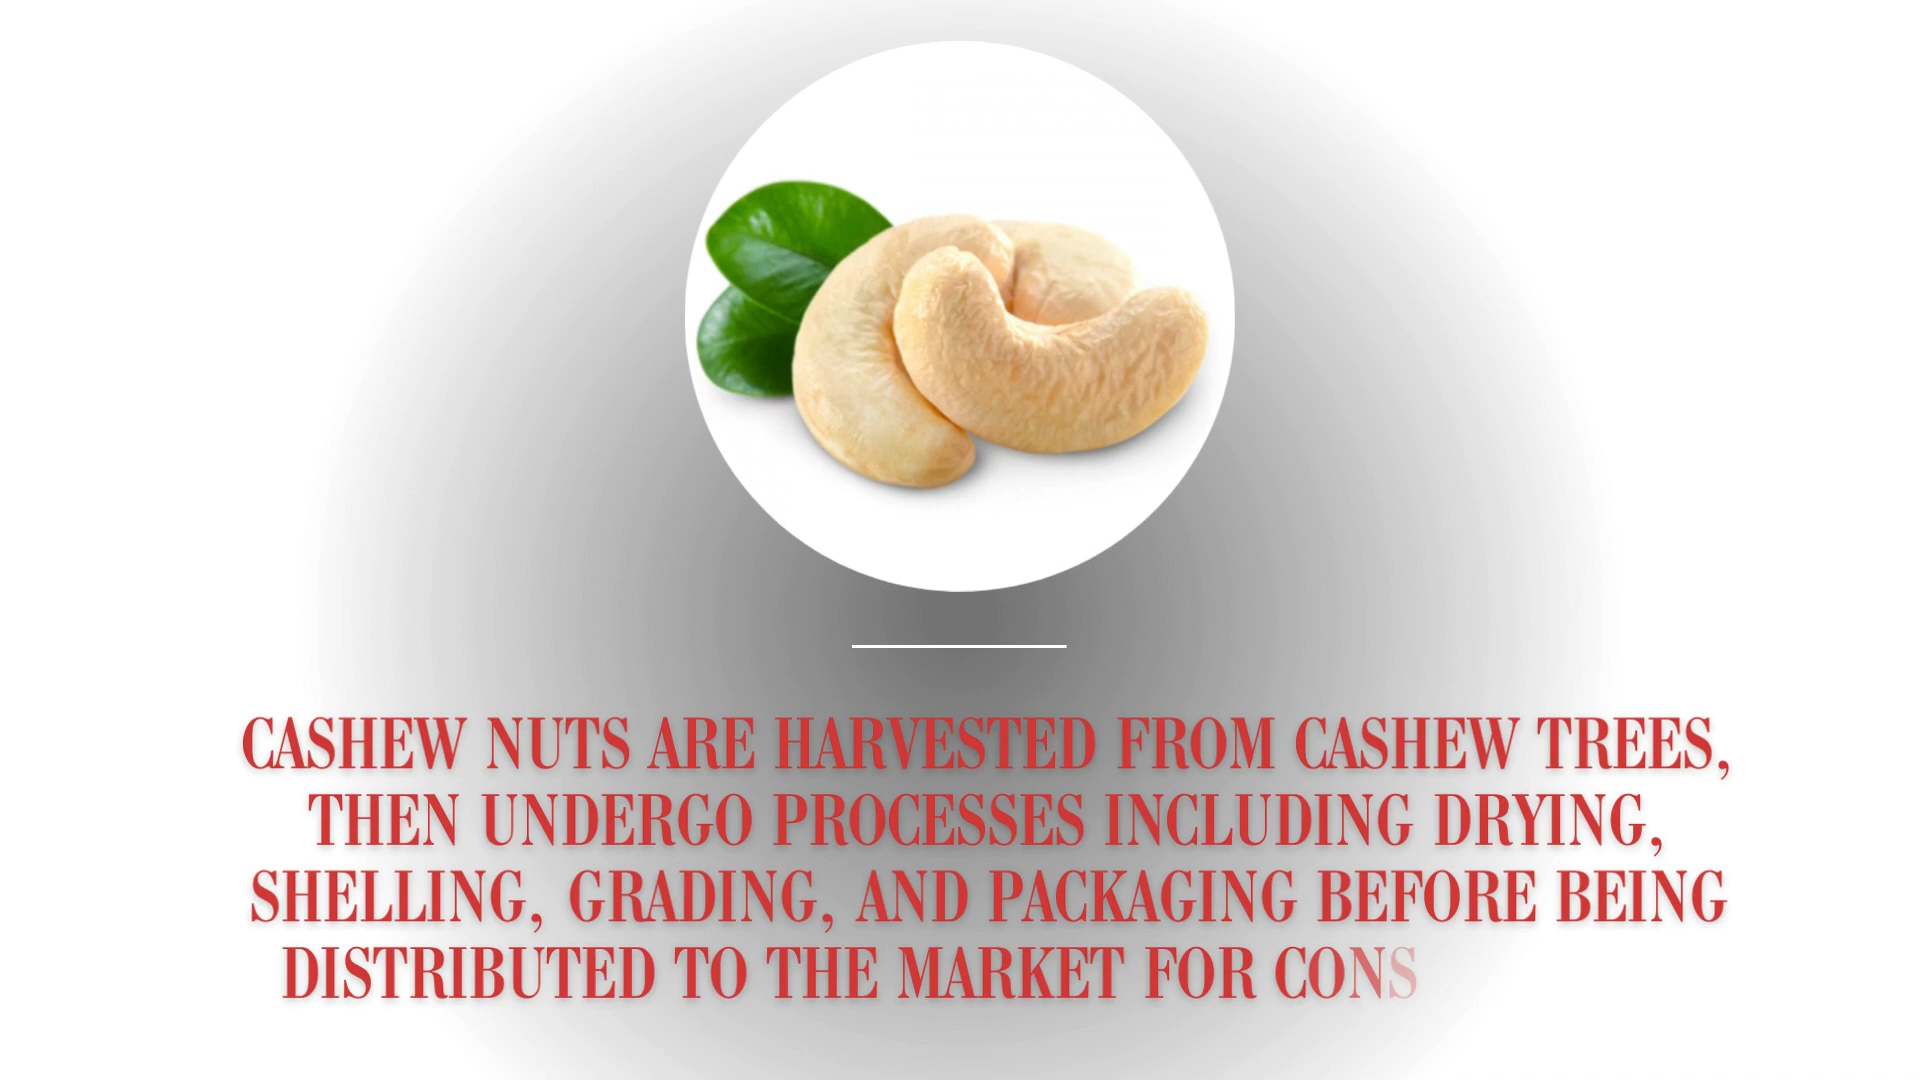 CASHEW NUTS ARE HARVESTED FROM CASHEW TREES,
THEN UNDERGO PROCESSES INCLUDING DRYING,
SHELLING, GRADING, AND PACKAGING BEFORE BEING
DISTRIBUTED TO THE MARKET FOR CONS